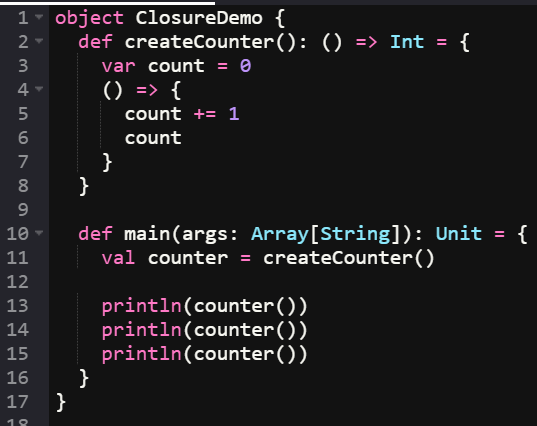 1 object ClosureDemo {
2   def createCounter(): () => Int = {
3     var count = 0
4     () => {
5       count += 1
6       count
7     }
8   }
9
10   def main(args: Array[String]): Unit = {
11     val counter = createCounter()
12
13     println(counter())
14     println(counter())
15     println(counter())
16   }
17 }
18